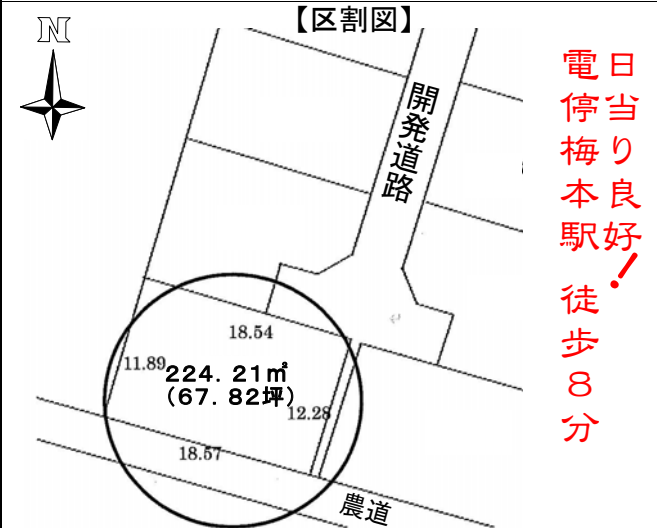 【区割図】
N
日当り良好!
電停梅本駅 徒歩8分
開発道路
18.54
11.89
224.21㎡
(67.82坪)
12.28
18.57
農道